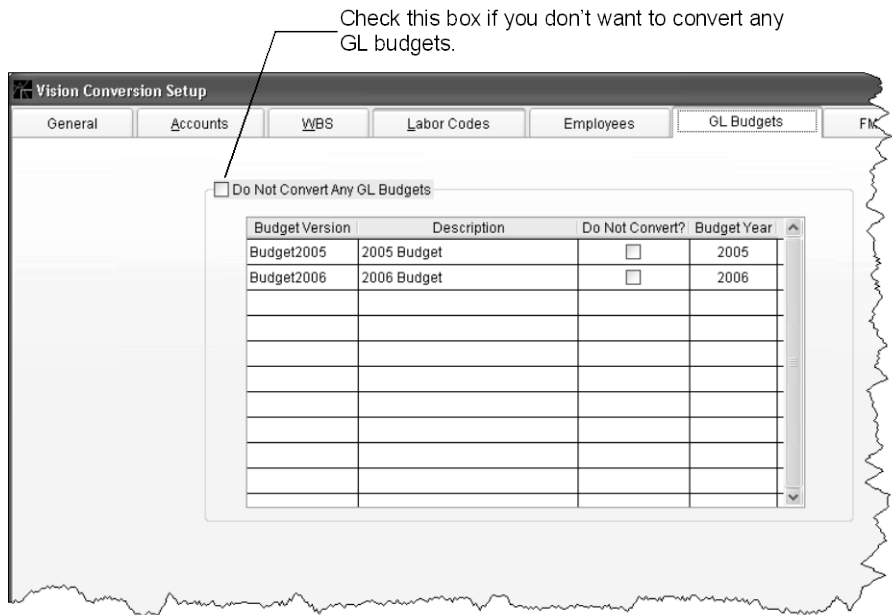 Check this box if you don't want to convert any
GL budgets.
Vision Conversion Setup
General Accounts WBS Labor Codes Employees GL Budgets
Do Not Convert Any GL Budgets
Budget Version Description Do Not Convert? Budget Year
Budget2005 2005 Budget 2005
Budget2006 2006 Budget 2006